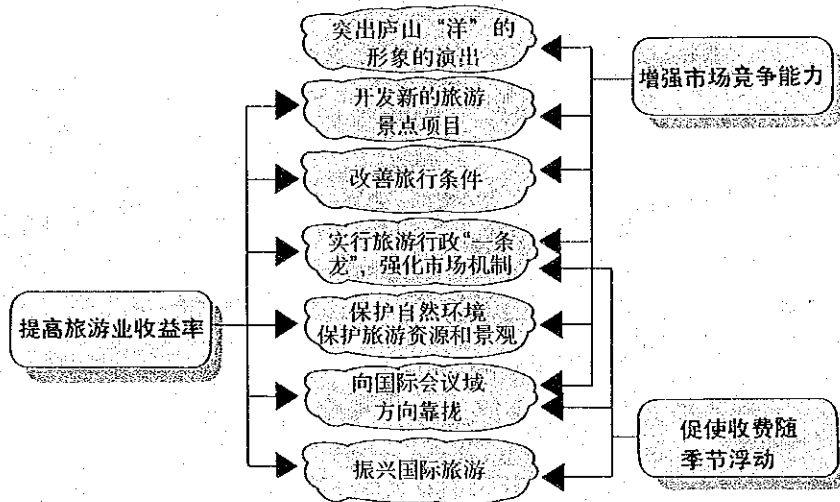 突出庐山“洋”的
形象的演出
增强市场竞争能力
开发新的旅游
景点项目
改善旅行条件
实行旅游行政“一条
龙”，强化市场机制
提高旅游业收益率
保护自然环境
保护旅游资源和景观
向国际会议域
方向靠拢
促使收费随
季节浮动
振兴国际旅游